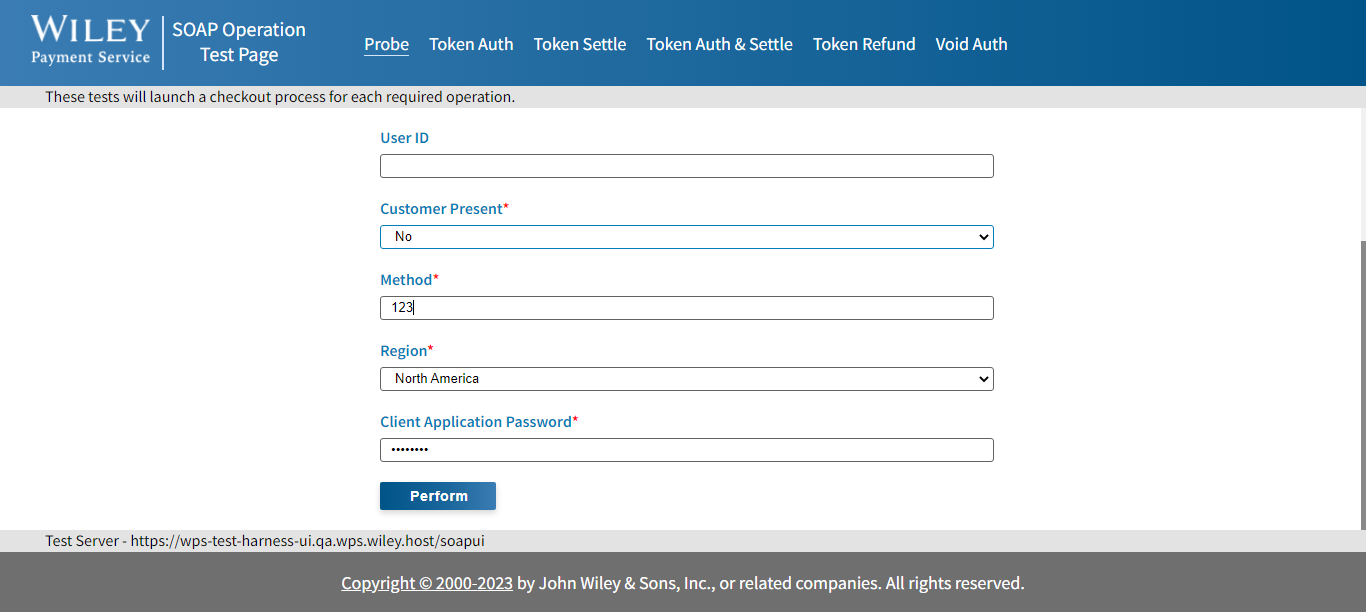 WILEY
Payment Service
SOAP Operation
Test Page
Probe Token Auth Token Settle Token Auth & Settle Token Refund Void Auth
These tests will launch a checkout process for each required operation.
User ID
Customer Present*
No
Method*
123
Region*
North America
Client Application Password*
••••••••
Perform
Test Server - https://wps-test-harness-ui.qa.wps.wiley.host/soapui
Copyright © 2000-2023 by John Wiley & Sons, Inc., or related companies. All rights reserved.